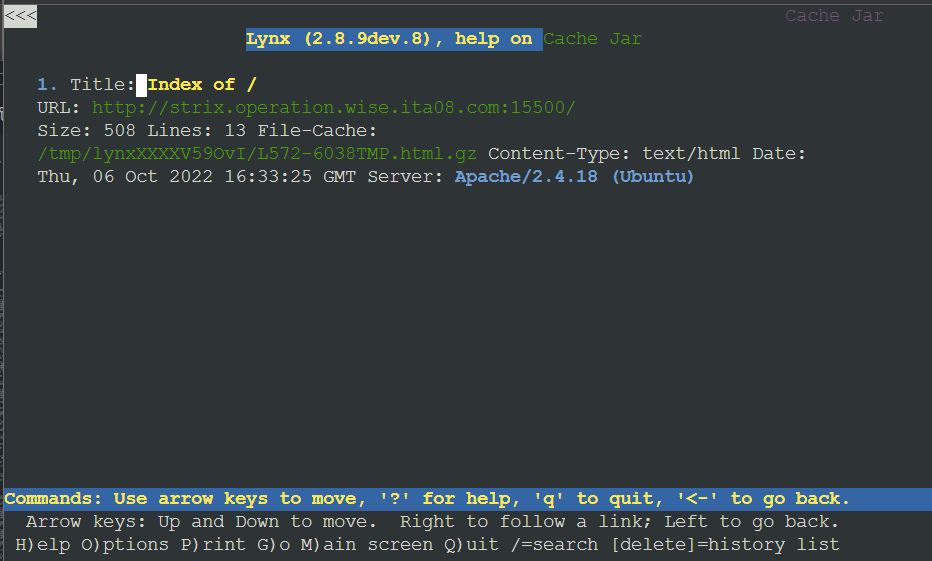 <<< Cache Jar
Lynx (2.8.9dev.8), help on Cache Jar
1. Title: Index of /
URL: http://strix.operation.wise.ita08.com:15500/
Size: 508 Lines: 13 File-Cache:
/tmp/lynxXXXXV59OvI/L572-6038TMP.html.gz Content-Type: text/html Date:
Thu, 06 Oct 2022 16:33:25 GMT Server: Apache/2.4.18 (Ubuntu)
Commands: Use arrow keys to move, '?' for help, 'q' to quit, '<-' to go back.
Arrow keys: Up and Down to move. Right to follow a link; Left to go back.
H)elp O)ptions P)rint G)o M)ain screen Q)uit /=search [delete]=history list